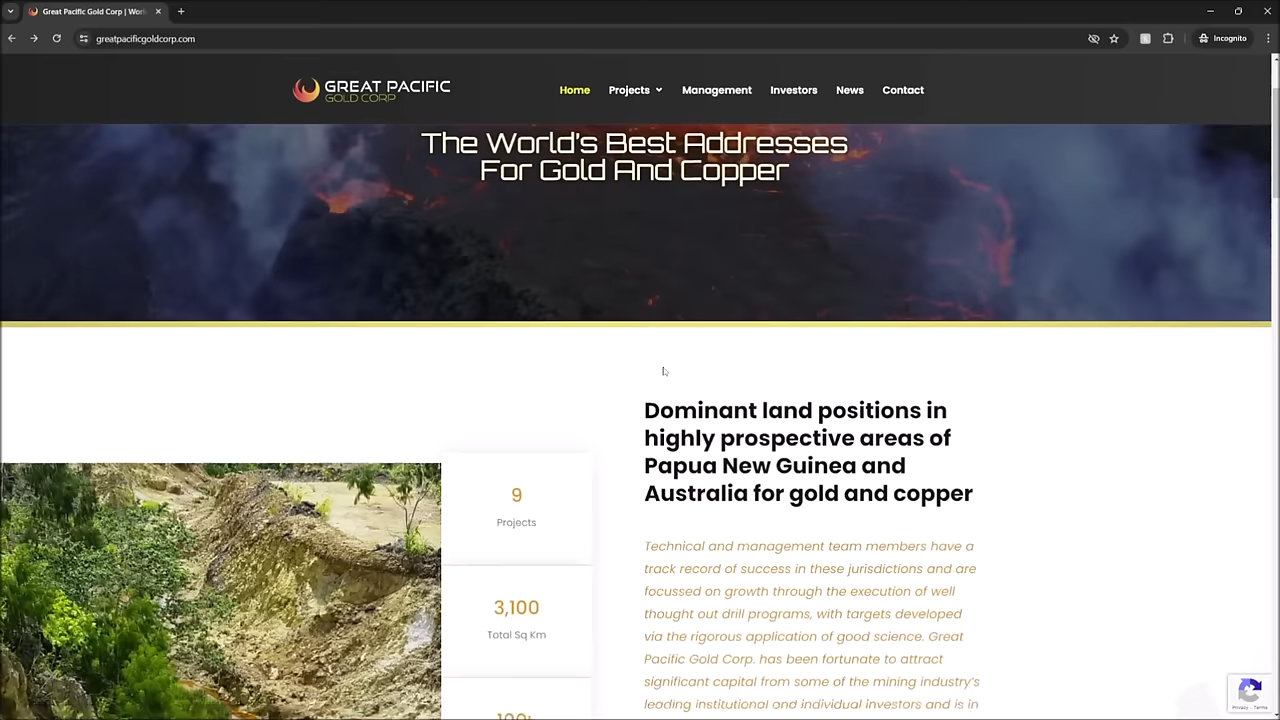 Great Pacific Gold Corp | Worl
greatpacificgoldcorp.com
Incognito
GREAT PACIFIC
GOLD CORP
Home
Projects
Management
Investors
News
Contact
The World's Best Addresses
For Gold And Copper
Dominant land positions in
highly prospective areas of
Papua New Guinea and
Australia for gold and copper
9
Projects
Technical and management team members have a
track record of success in these jurisdictions and are
focussed on growth through the execution of well
thought out drill programs, with targets developed
via the rigorous application of good science. Great
Pacific Gold Corp. has been fortunate to attract
significant capital from some of the mining industry's
leading institutional and individual investors and is in
3,100
Total Sq Km
Privacy - Terms